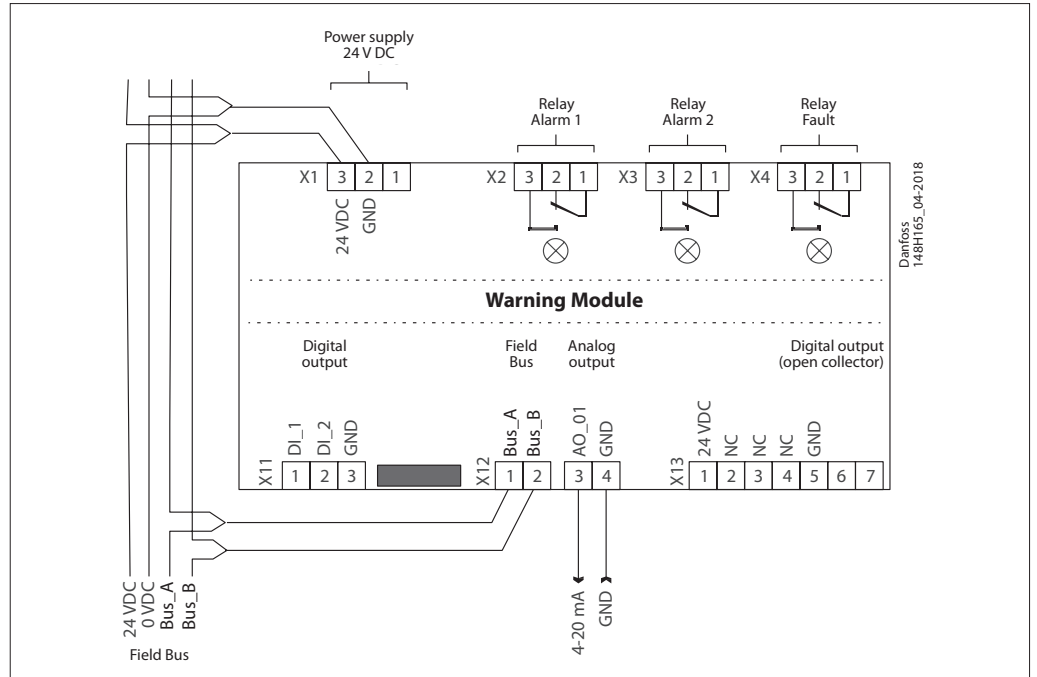 Power supply
24 V DC
Relay
Alarm 1
Relay
Alarm 2
Relay
Fault
X1 3 2 1
X2 3 2 1
X3 3 2 1
X4 3 2 1
24 VDC
GND
Danfoss
148H165_04-2018
Warning Module
Digital
output
Field
Bus
Analog
output
Digital output
(open collector)
DI_1
DI_2
GND
Bus_A
Bus_B
AO_01
GND
24 VDC
NC
NC
NC
GND
X11 1 2 3
X12 1 2
3 4
X13 1 2 3 4 5 6 7
24 VDC
0 VDC
Bus_A
Bus_B
4-20 mA
GND
Field Bus